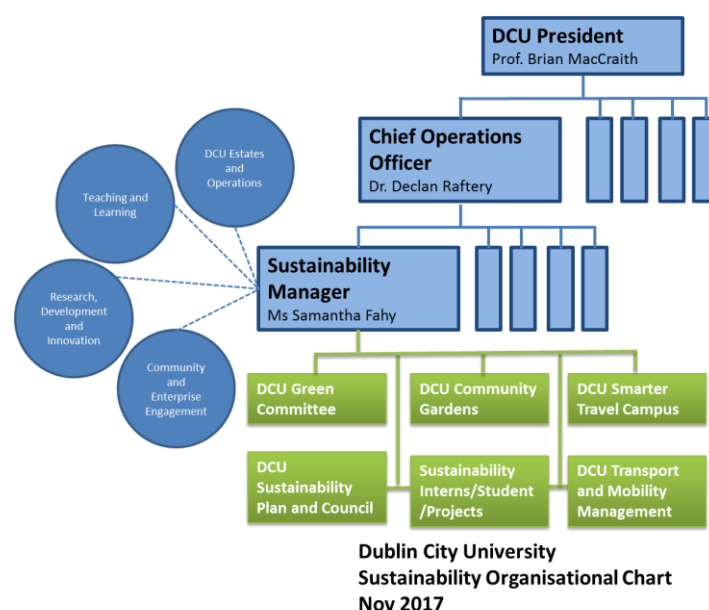 DCU President
Prof. Brian MacCraith
Chief Operations
Officer
Dr. Declan Raftery
DCU Estates
and
Operations
Teaching and
Learning
Research,
Development
and
Innovation
Community
and
Enterprise
Engagement
Sustainability
Manager
Ms Samantha Fahy
DCU Green
Committee
DCU Community
Gardens
DCU Smarter
Travel Campus
DCU
Sustainability
Plan and Council
Sustainability
Interns/Student
/Projects
DCU Transport
and Mobility
Management
Dublin City University
Sustainability Organisational Chart
Nov 2017